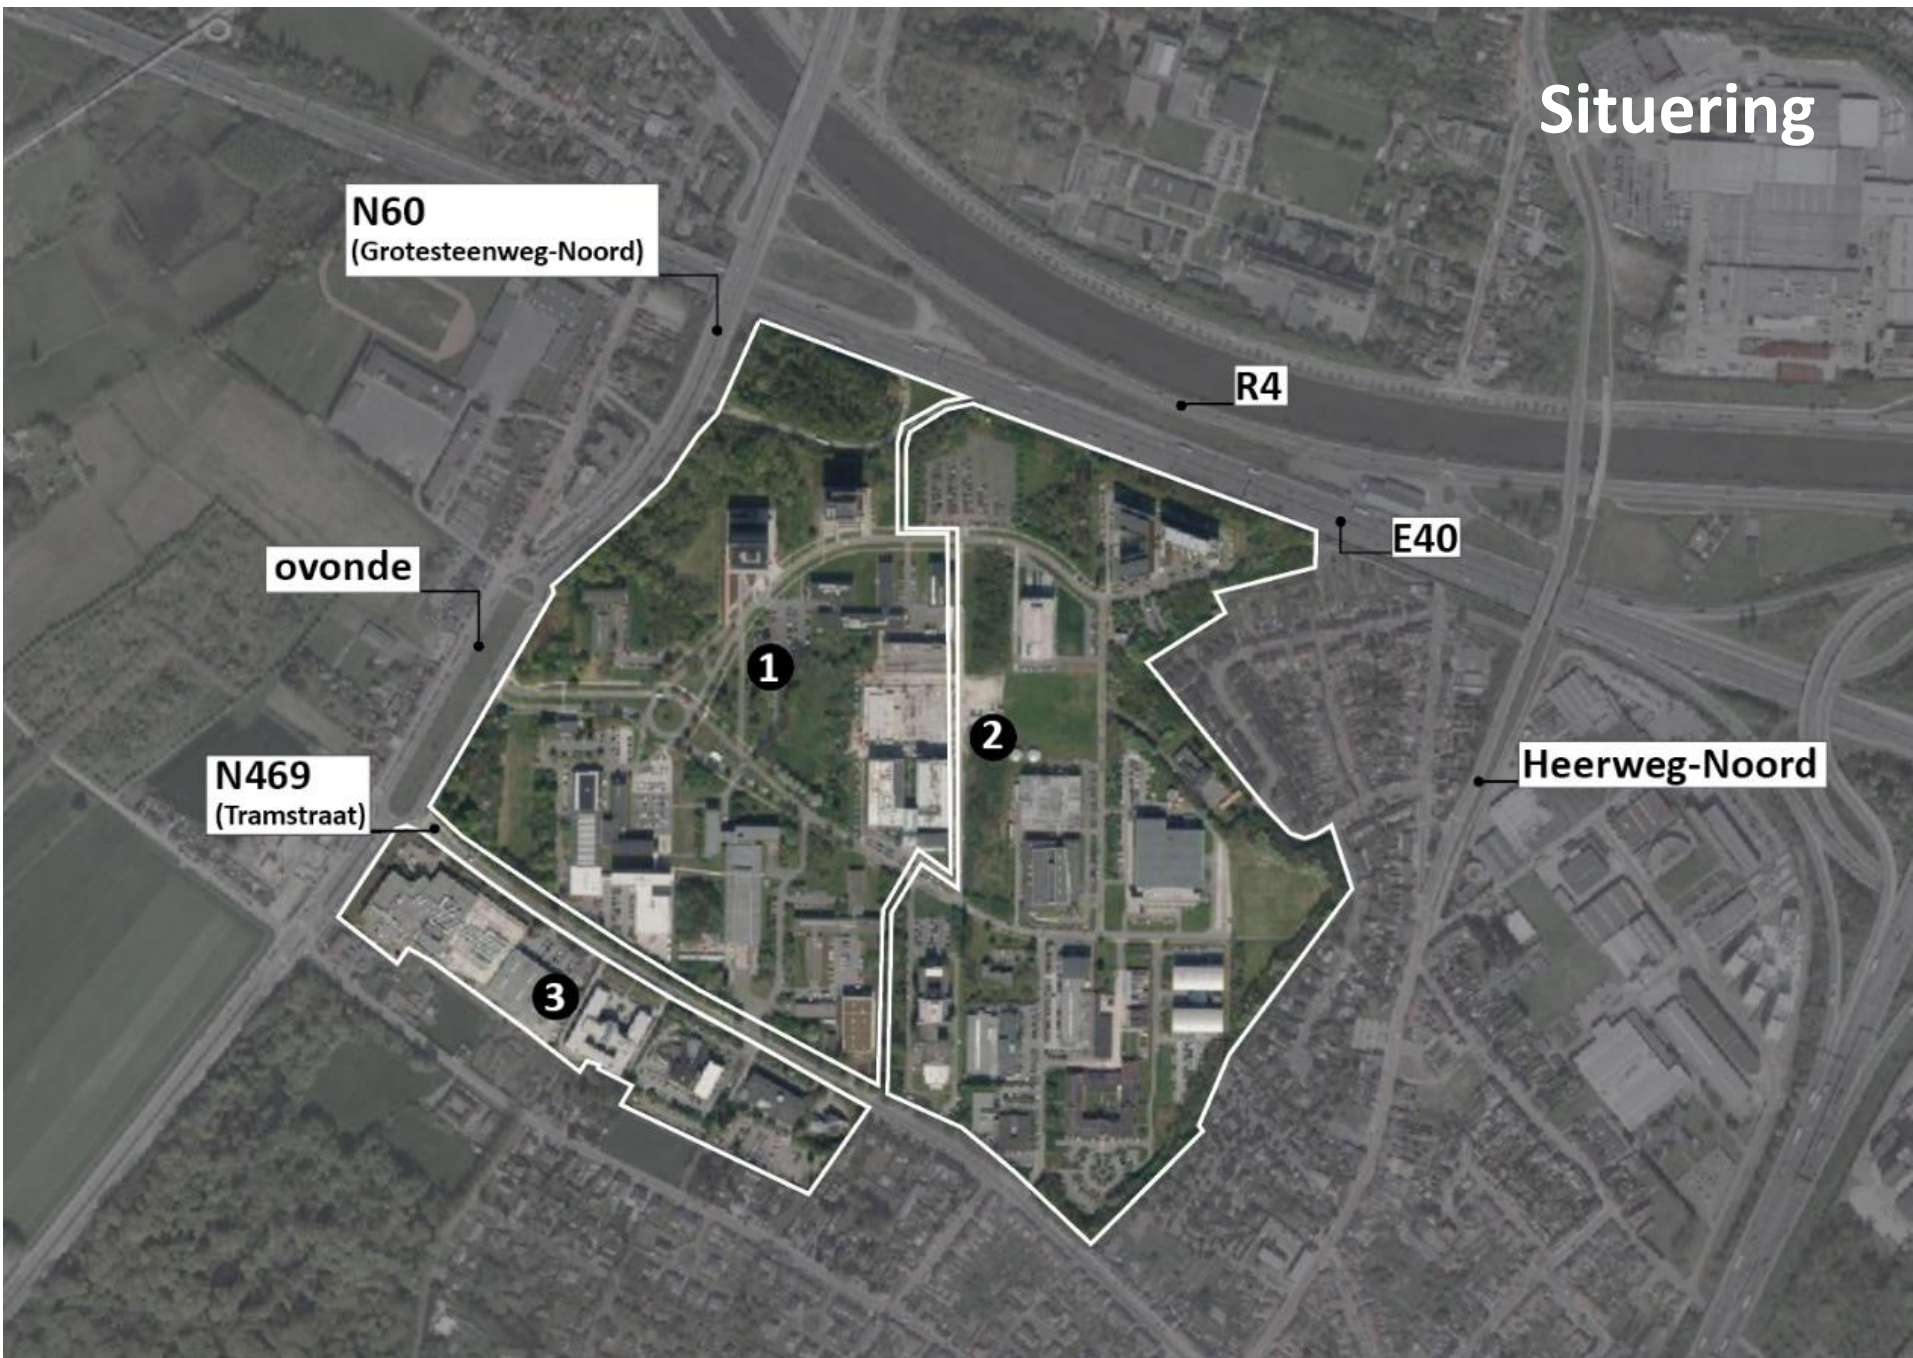 Situering
N60
(Grotesteenweg-Noord)
R4
E40
ovonde
1
2
N469
(Tramstraat)
Heerweg-Noord
3